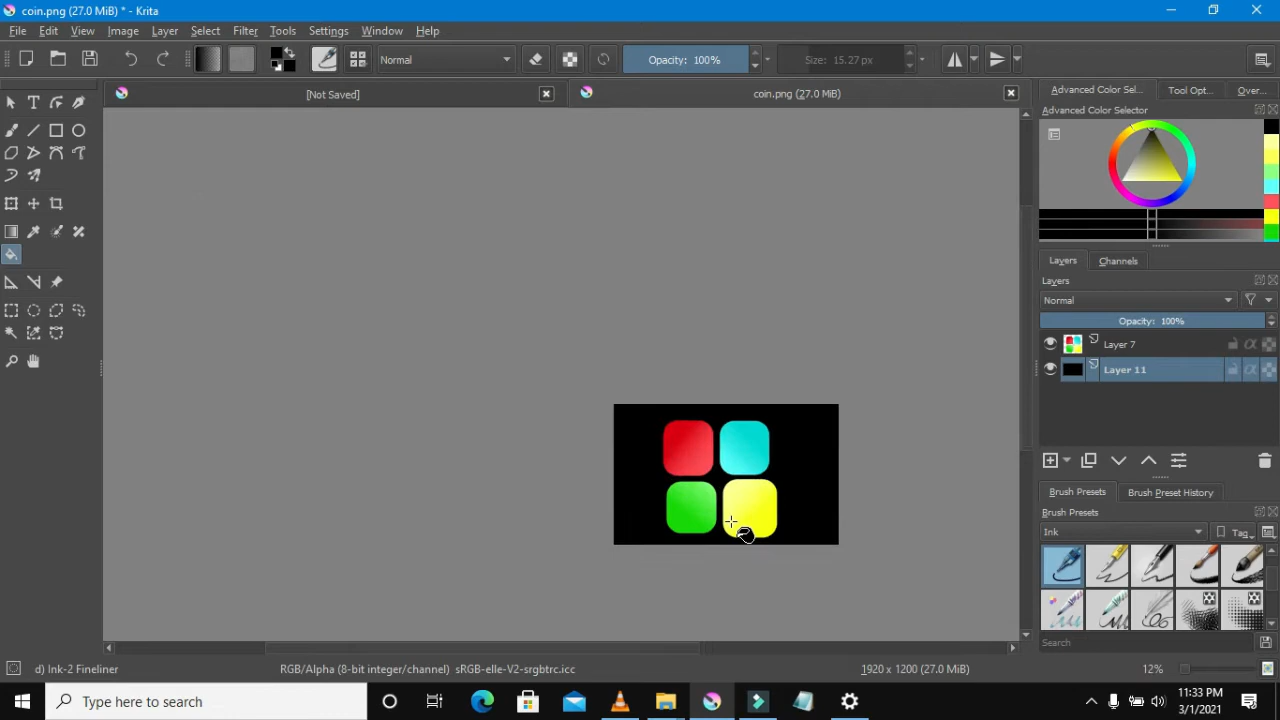 coin.png (27.0 MiB) * - Krita
File Edit View Image Layer Select Filter Tools Settings Window Help
Normal Opacity: 100% Size: 15.27 px
[Not Saved] coin.png (27.0 MiB) Advanced Color Sel... Tool Opt... Over...
Advanced Color Selector
Layers Channels
Layers
Normal
Opacity: 100%
Layer 7
Layer 11
Brush Presets Brush Preset History
Brush Presets
Ink Tag
Search
d) Ink-2 Fineliner RGB/Alpha (8-bit integer/channel) sRGB-elle-V2-srgbtrc.icc 1920 x 1200 (27.0 MiB) 12%
Type here to search
11:33 PM
3/1/2021